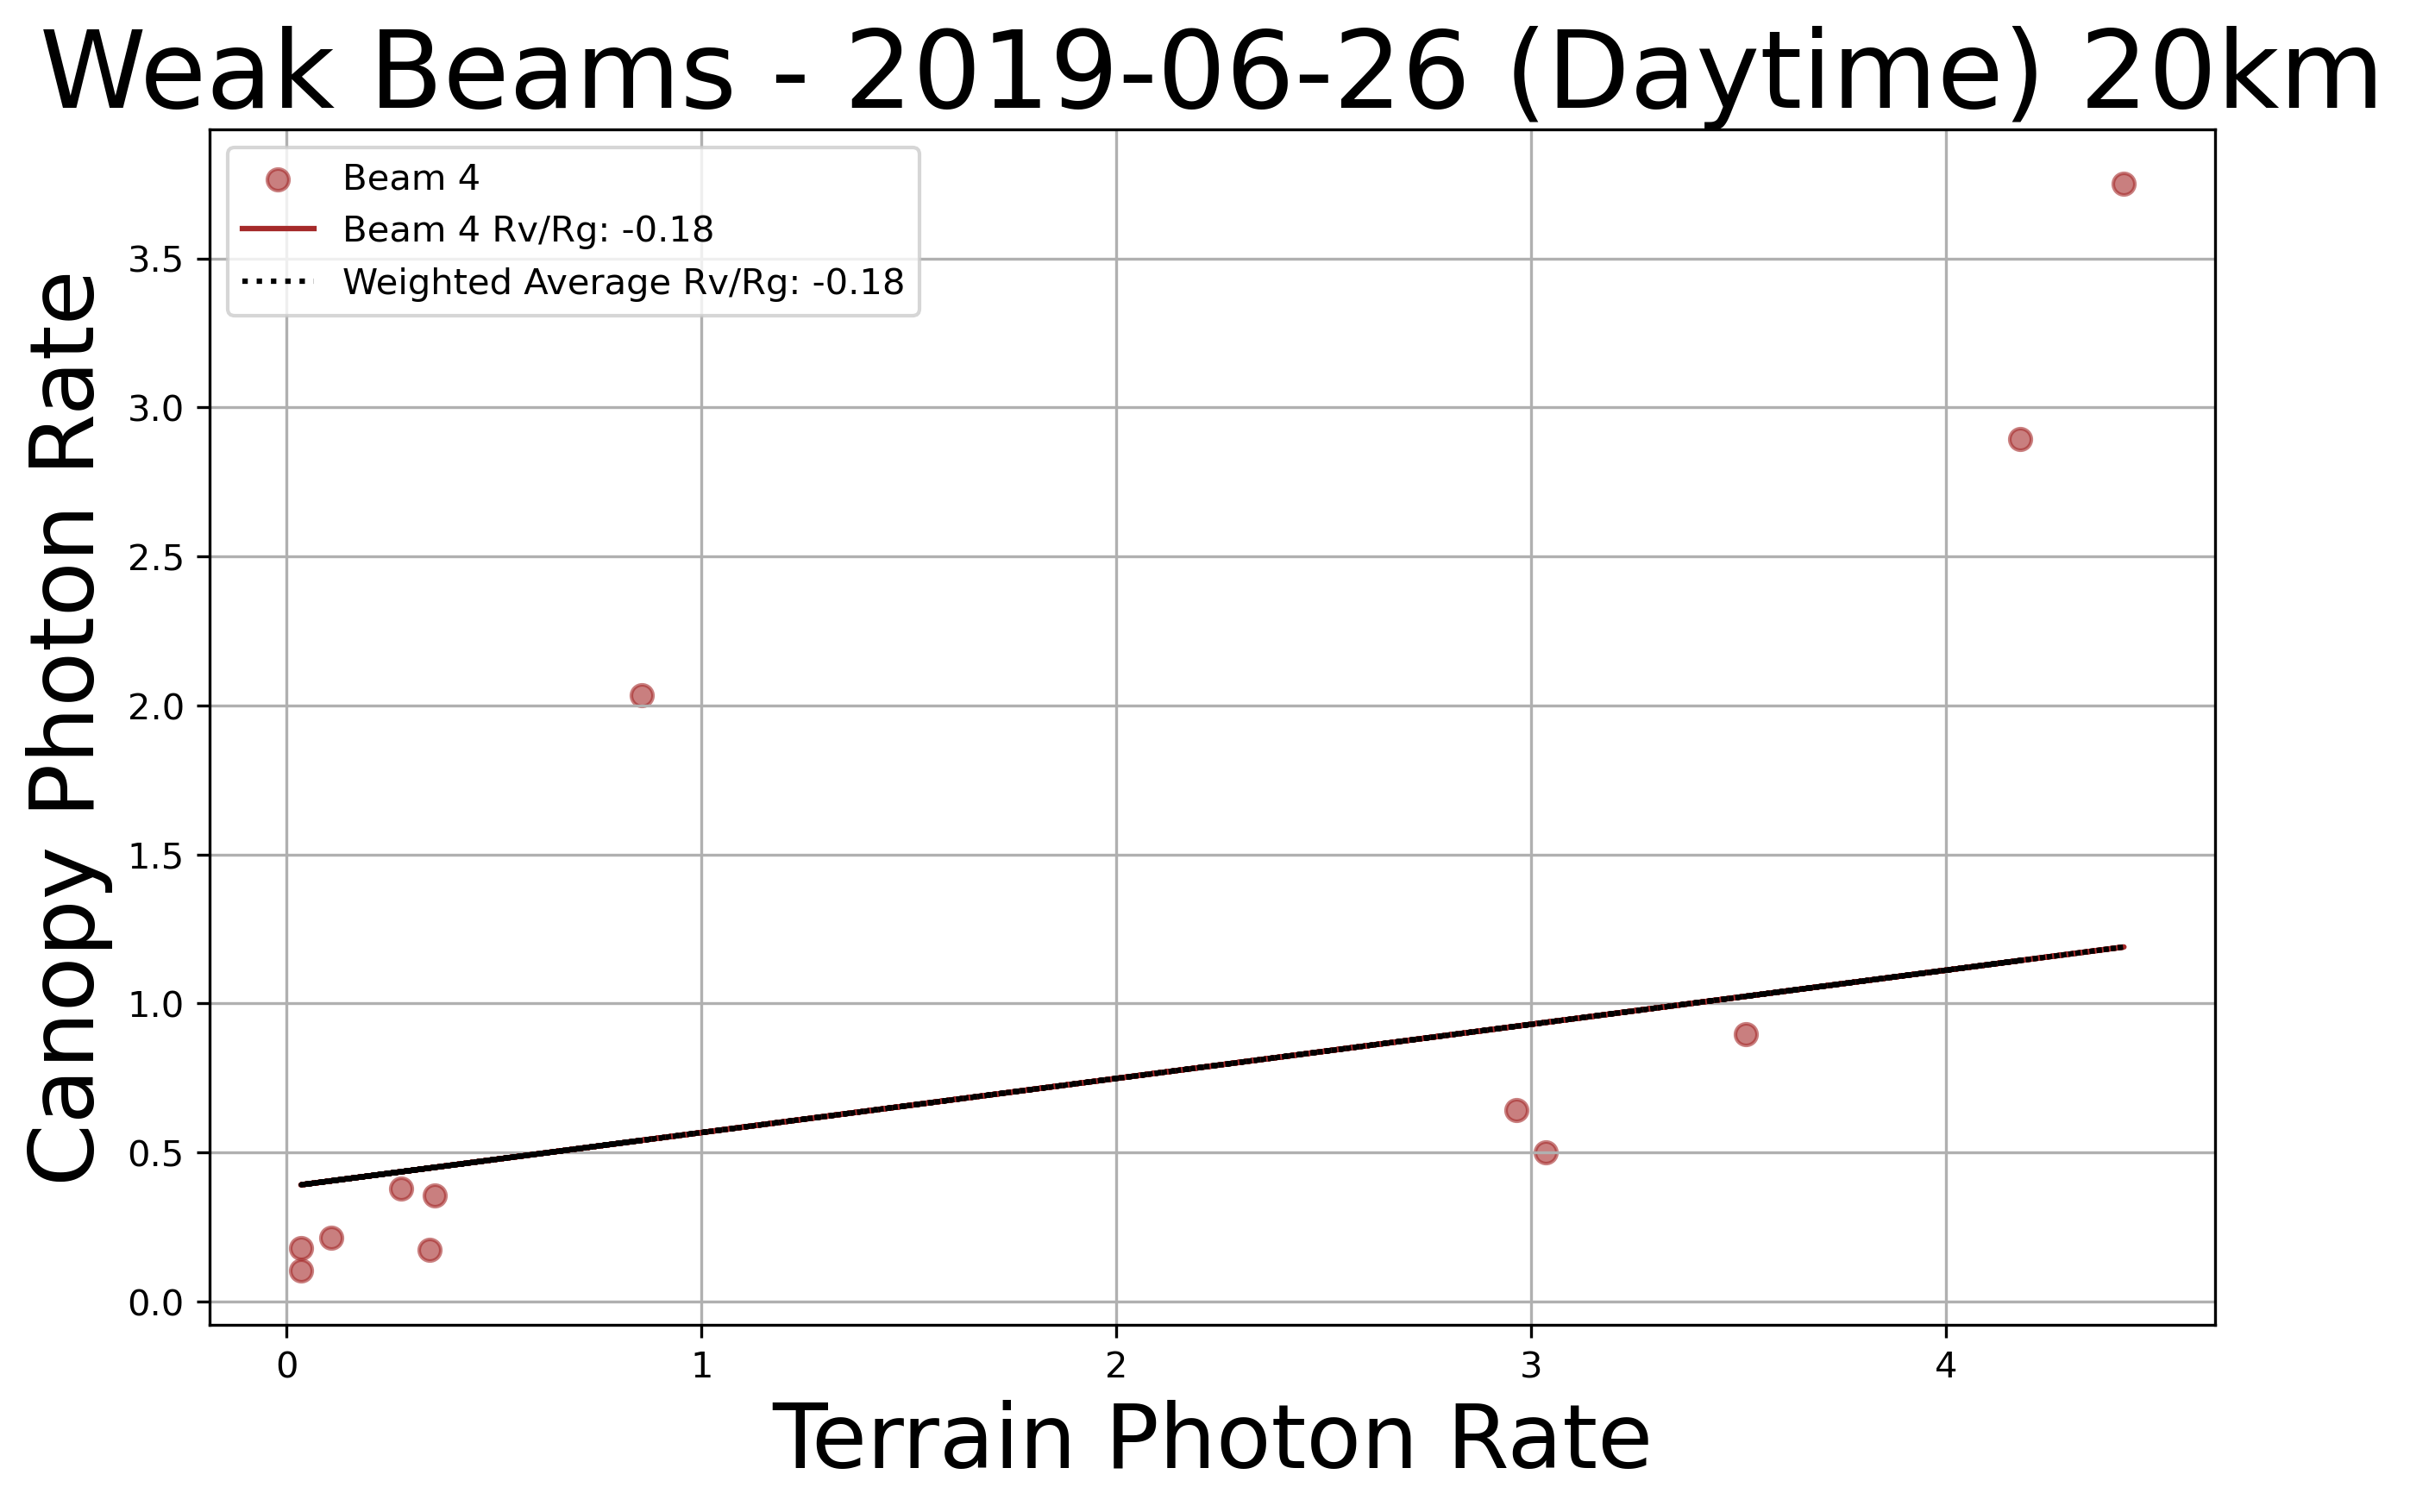 Weak Beams - 2019-06-26 (Daytime) 20km
Beam 4
Beam 4 Rv/Rg: -0.18
Weighted Average Rv/Rg: -0.18
Canopy Photon Rate
3.5
3.0
2.5
2.0
1.5
1.0
0.5
0.0
0 1 2 3 4
Terrain Photon Rate